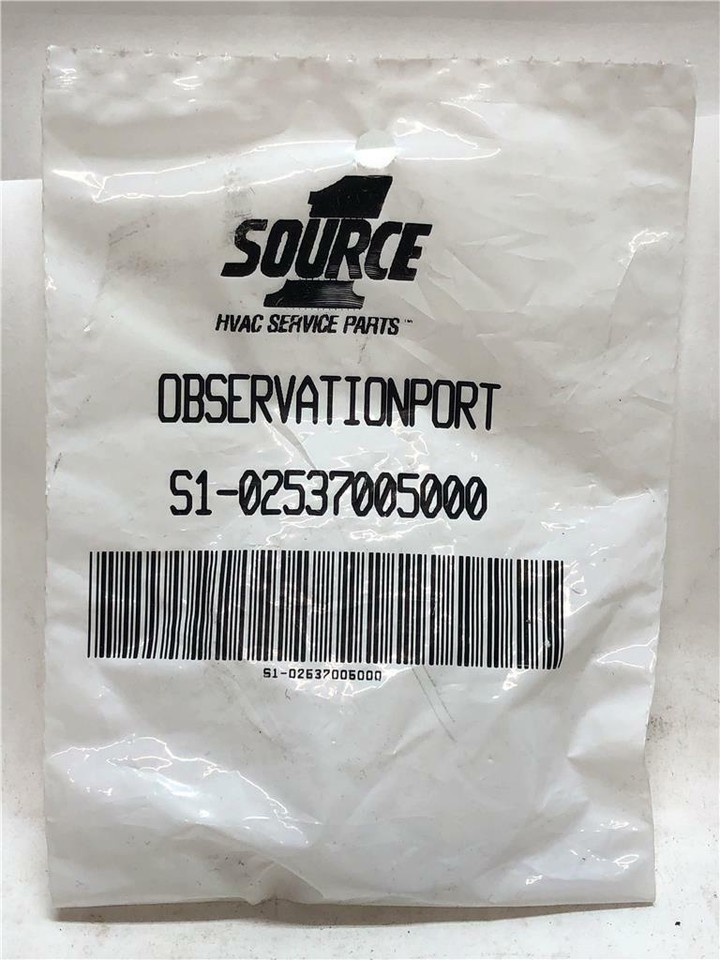 SOURCE 1
HVAC SERVICE PARTS™
OBSERVATIONPORT
S1-02537005000
S1-02537005000